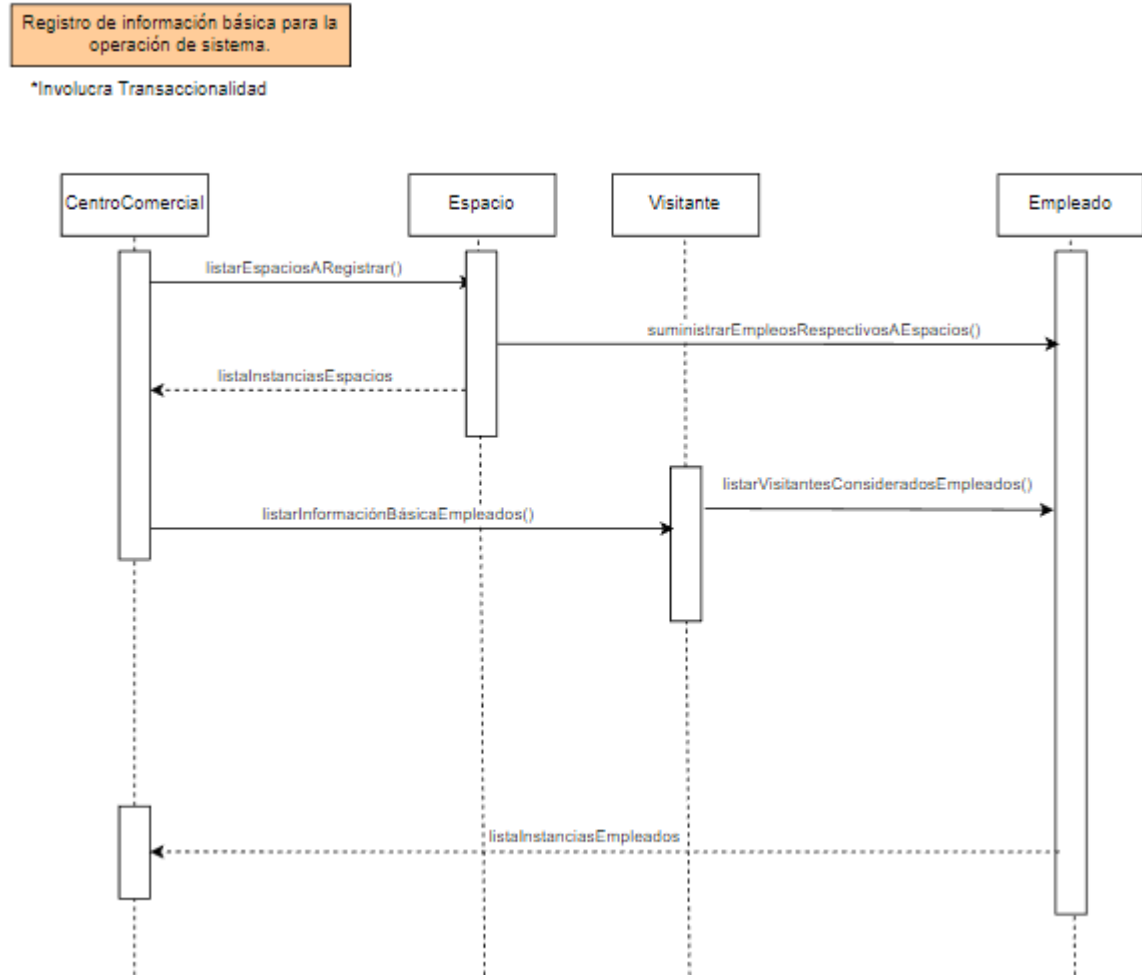 Registro de información básica para la
operación de sistema.
*Involucra Transaccionalidad
CentroComercial
Espacio
Visitante
Empleado
listarEspaciosARegistrar()
suministrarEmpleosRespectivosAEspacios()
listaInstanciasEspacios
listarVisitantesConsideradosEmpleados()
listarInformaciónBásicaEmpleados()
listaInstanciasEmpleados